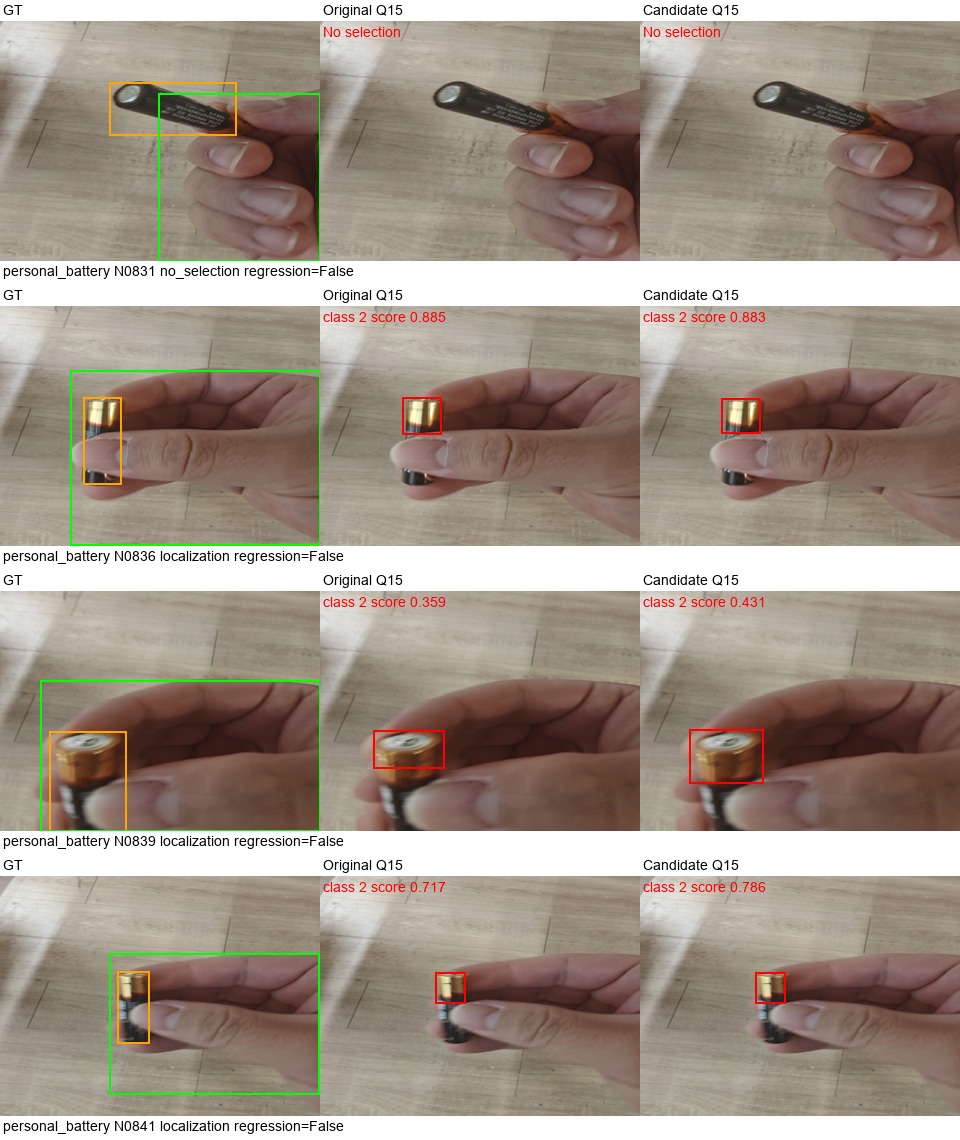 GT
Original Q15
Candidate Q15
No selection
No selection
personal_battery N0831 no_selection regression=False
GT
Original Q15
Candidate Q15
class 2 score 0.885
class 2 score 0.883
personal_battery N0836 localization regression=False
GT
Original Q15
Candidate Q15
class 2 score 0.359
class 2 score 0.431
personal_battery N0839 localization regression=False
GT
Original Q15
Candidate Q15
class 2 score 0.717
class 2 score 0.786
personal_battery N0841 localization regression=False